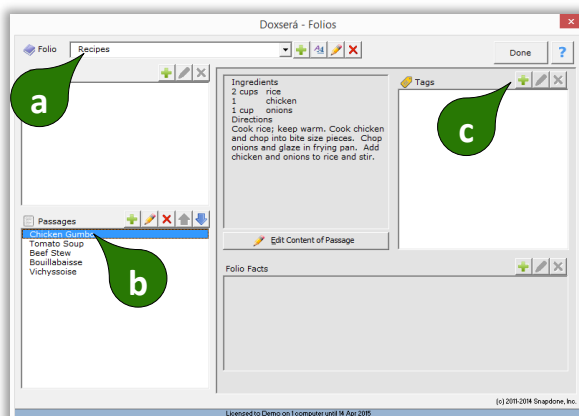 Doxserá - Folios
Folio
Recipes
Done
?
a
Ingredients
2 cups rice
1 chicken
1 cup onions
Directions
Cook rice; keep warm. Cook chicken
and chop into bite size pieces. Chop
onions and glaze in frying pan. Add
chicken and onions to rice and stir.
Tags
c
Passages
Chicken Gumbo
Tomato Soup
Beef Stew
Bouillabaisse
Vichyssoise
b
Edit Content of Passage
Folio Facts
(c) 2011-2014 Snapdone, Inc.
Licensed to Demo on 1 computer until 14 Apr 2015